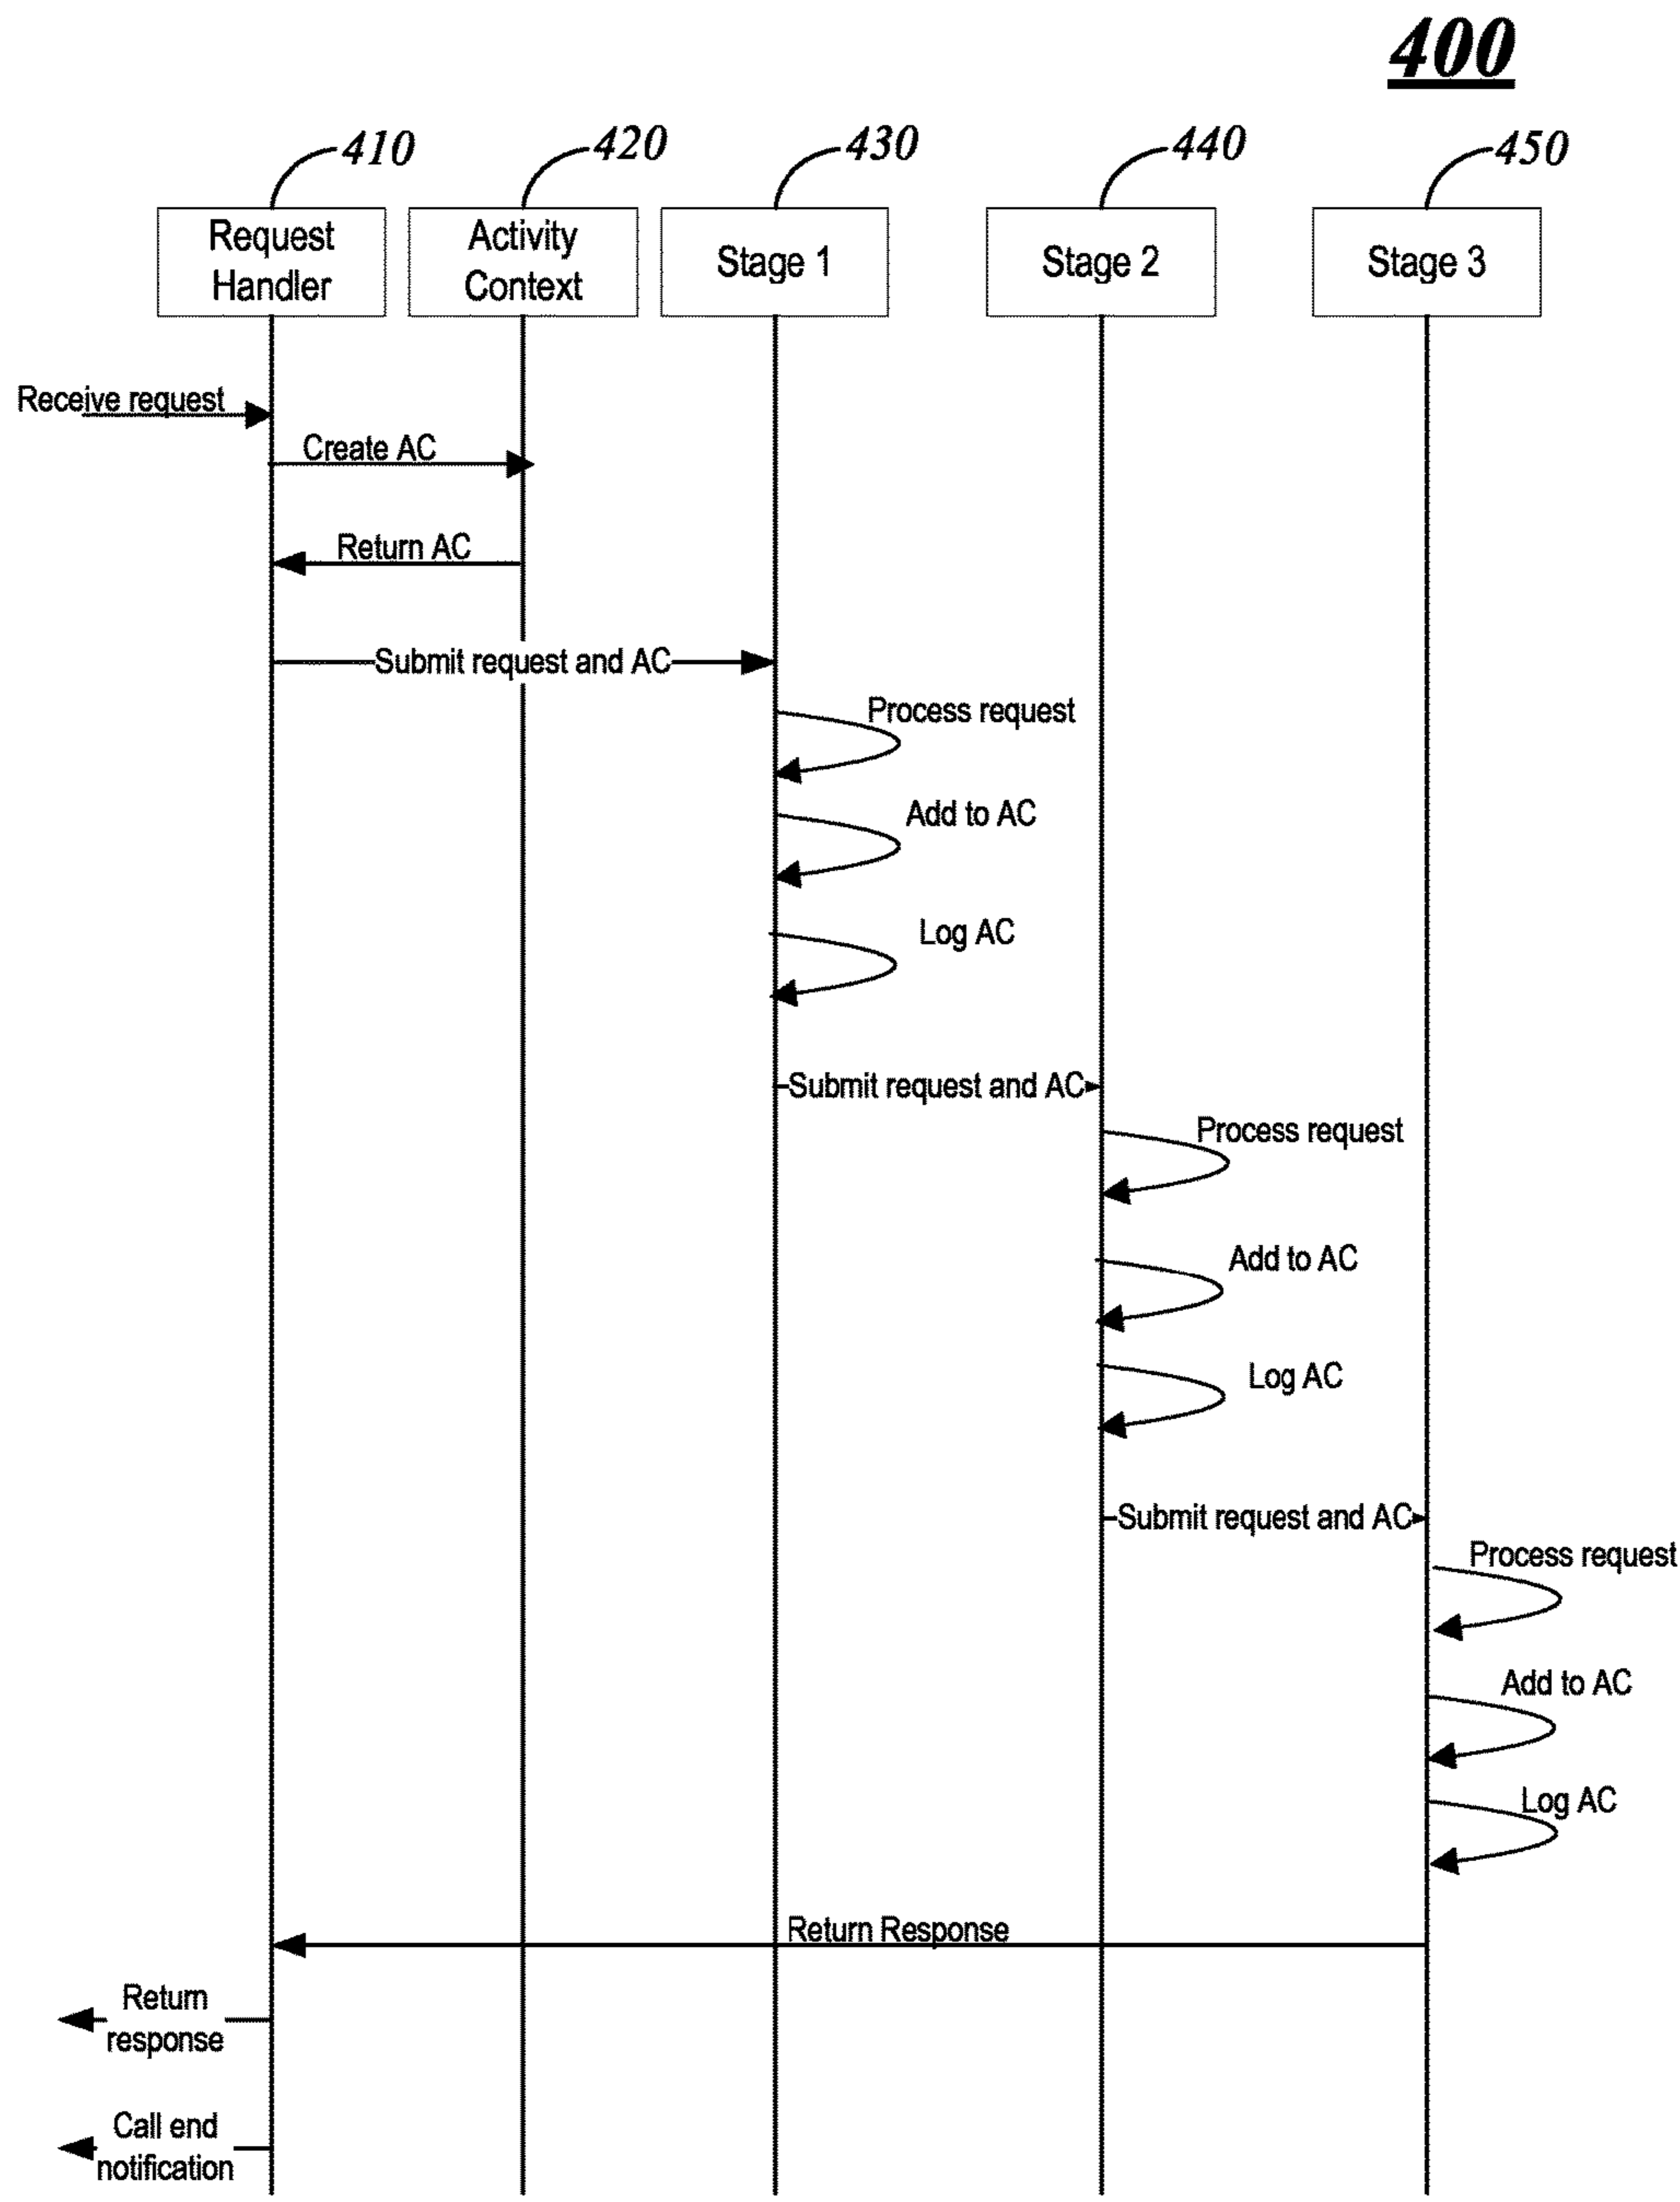 400
410
420
430
440
450
Request
Handler
Activity
Context
Stage 1
Stage 2
Stage 3
Receive request
Create AC
Return AC
Submit request and AC
Process request
Add to AC
Log AC
Submit request and AC
Process request
Add to AC
Log AC
Submit request and AC
Process request
Add to AC
Log AC
Return Response
Return
response
Call end
notification